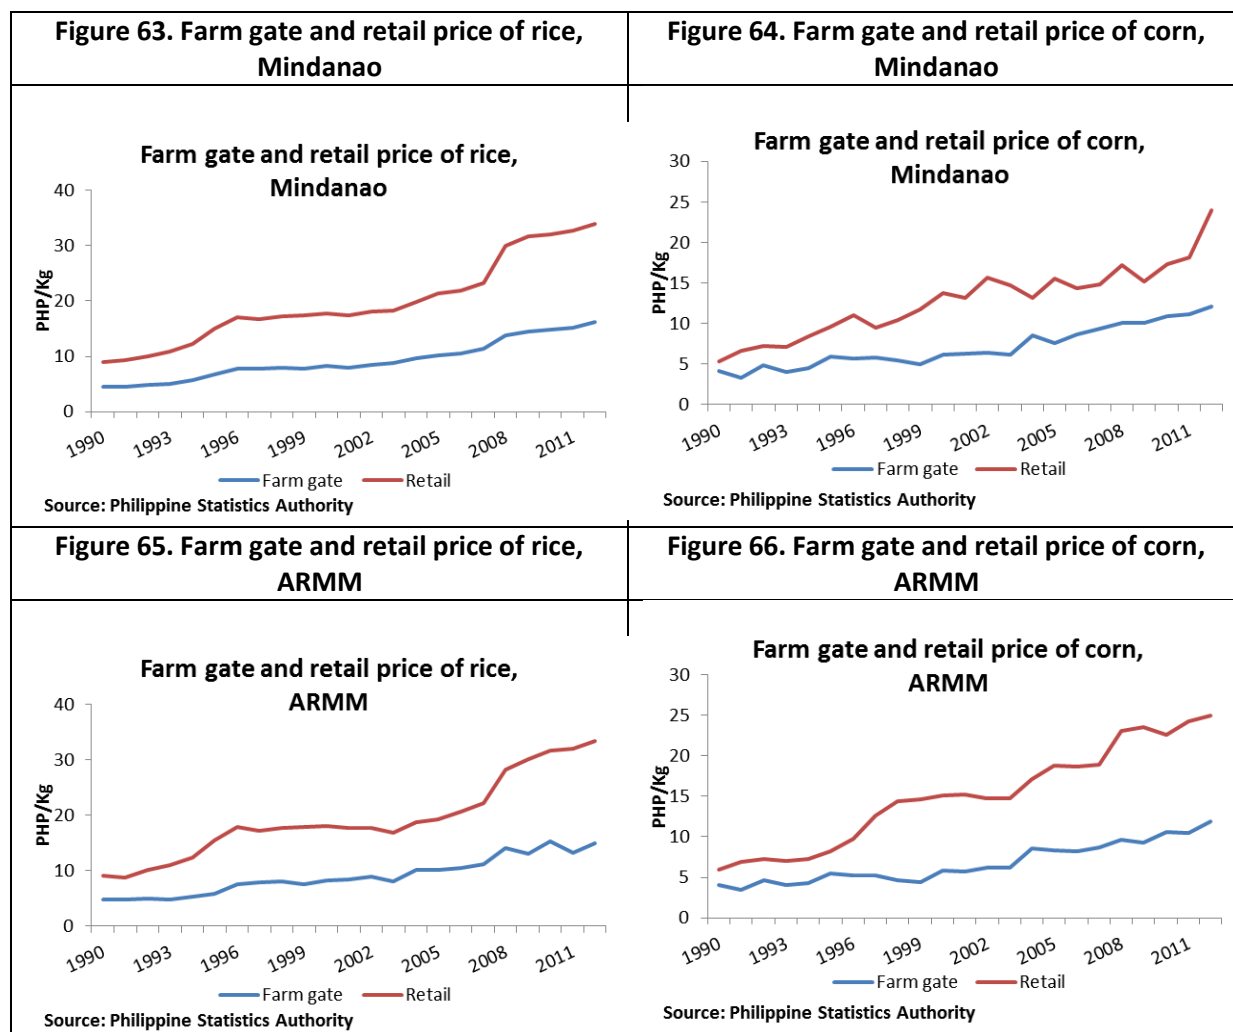 Figure 63. Farm gate and retail price of rice,
Mindanao
Figure 64. Farm gate and retail price of corn,
Mindanao
Farm gate and retail price of rice,
Mindanao
40
30
20
10
0
PHP/Kg
1990
1993
1996
1999
2002
2005
2008
2011
Farm gate
Retail
Source: Philippine Statistics Authority
Farm gate and retail price of corn,
Mindanao
30
25
20
15
10
5
0
PHP/Kg
1990
1993
1996
1999
2002
2005
2008
2011
Farm gate
Retail
Source: Philippine Statistics Authority
Figure 65. Farm gate and retail price of rice,
ARMM
Figure 66. Farm gate and retail price of corn,
ARMM
Farm gate and retail price of rice,
ARMM
40
30
20
10
0
PHP/Kg
1990
1993
1996
1999
2002
2005
2008
2011
Farm gate
Retail
Source: Philippine Statistics Authority
Farm gate and retail price of corn,
ARMM
30
25
20
15
10
5
0
PHP/Kg
1990
1993
1996
1999
2002
2005
2008
2011
Farm gate
Retail
Source: Philippine Statistics Authority